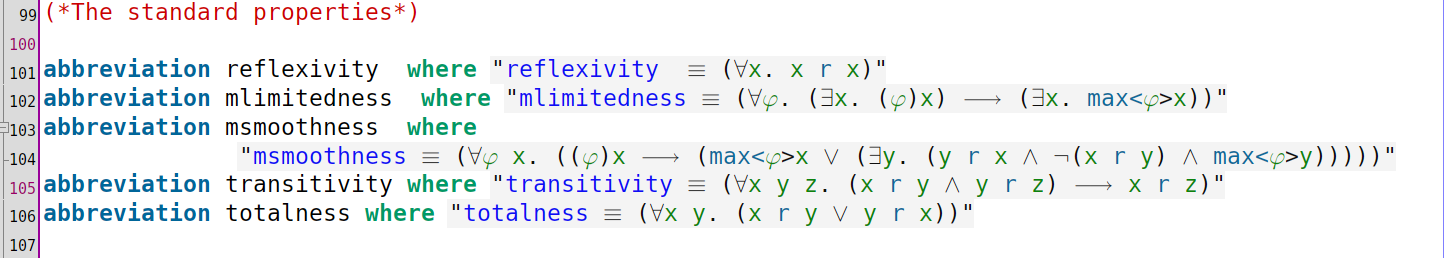 99 (*The standard properties*)
100
101 abbreviation reflexivity  where "reflexivity  ≡ (∀x. x r x)"
102 abbreviation mlimitedness  where "mlimitedness ≡ (∀φ. (∃x. (φ)x) ⟶ (∃x. max<φ>x))"
103 abbreviation msmoothness  where
104 "msmoothness ≡ (∀φ x. ((φ)x ⟶ (max<φ>x ∨ (∃y. (y r x ∧ ¬(x r y) ∧ max<φ>y)))))"
105 abbreviation transitivity where "transitivity ≡ (∀x y z. (x r y ∧ y r z) ⟶ x r z)"
106 abbreviation totalness where "totalness ≡ (∀x y. (x r y ∨ y r x))"
107